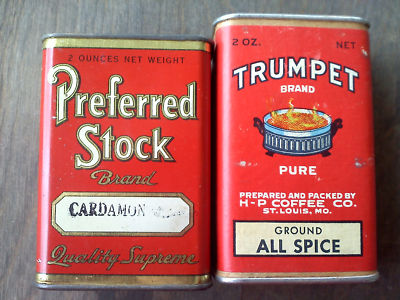 2 OUNCES NET WEIGHT
Preferred
Stock
Brand
CARDAMON
Quality Supreme
2 OZ. NET
TRUMPET
BRAND
PURE
PREPARED AND PACKED BY
H-P COFFEE CO.
ST. LOUIS, MO.
GROUND
ALL SPICE